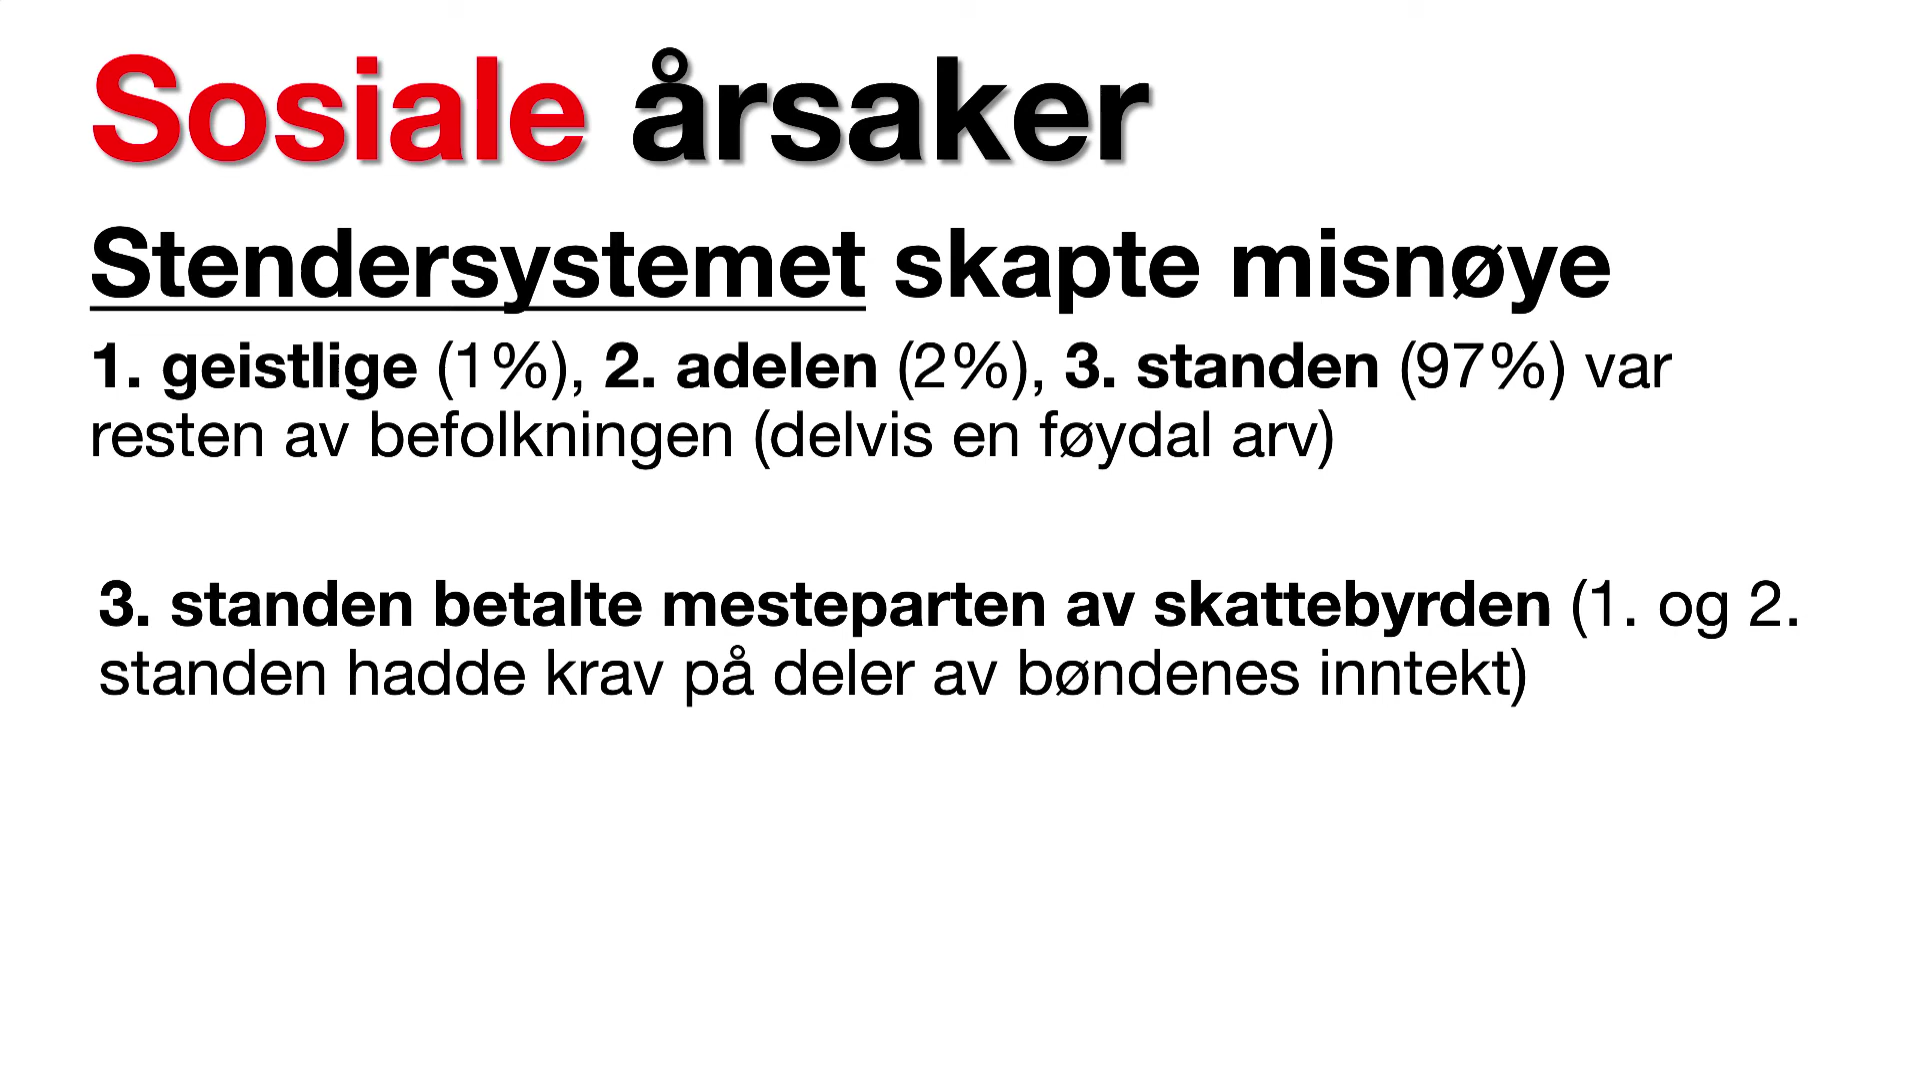 Sosiale årsaker
Stendersystemet skapte misnøye
1. geistlige (1%), 2. adelen (2%), 3. standen (97%) var
resten av befolkningen (delvis en føydal arv)
3. standen betalte mesteparten av skattebyrden (1. og 2.
standen hadde krav på deler av bøndenes inntekt)